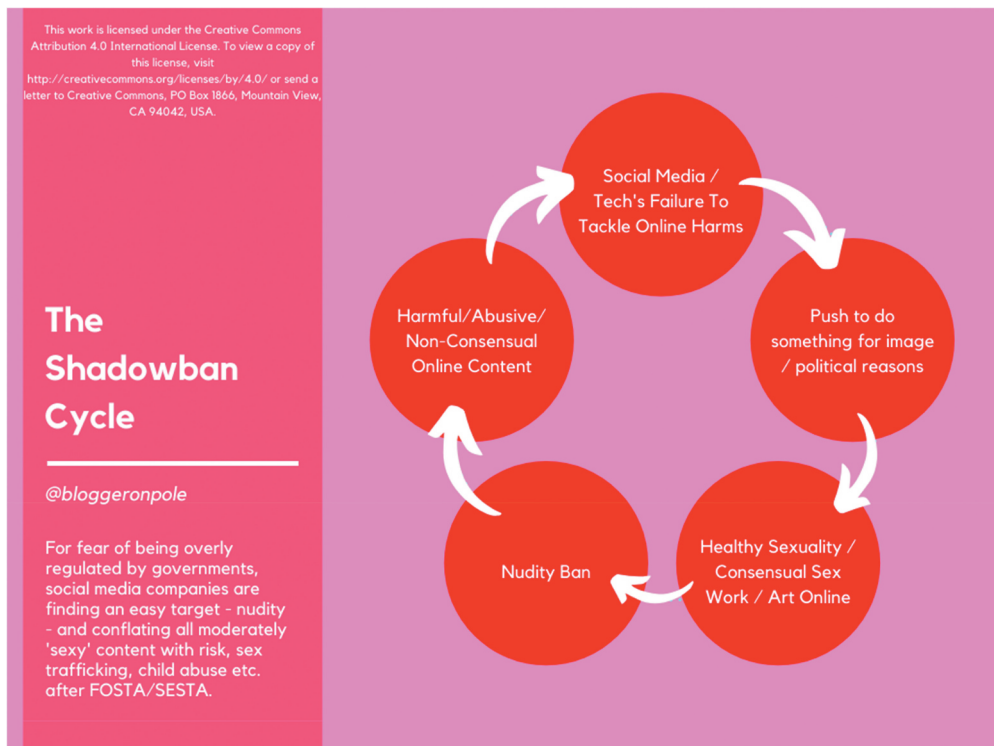 This work is licensed under the Creative Commons
Attribution 4.0 International License. To view a copy of
this license, visit
http://creativecommons.org/licenses/by/4.0/ or send a
letter to Creative Commons, PO Box 1866, Mountain View,
CA 94042, USA.
The
Shadowban
Cycle
@bloggeronpole
For fear of being overly
regulated by governments,
social media companies are
finding an easy target - nudity
- and conflating all moderately
'sexy' content with risk, sex
trafficking, child abuse etc.
after FOSTA/SESTA.
Social Media /
Tech's Failure To
Tackle Online Harms
Push to do
something for image
/ political reasons
Healthy Sexuality /
Consensual Sex
Work / Art Online
Nudity Ban
Harmful/Abusive/
Non-Consensual
Online Content